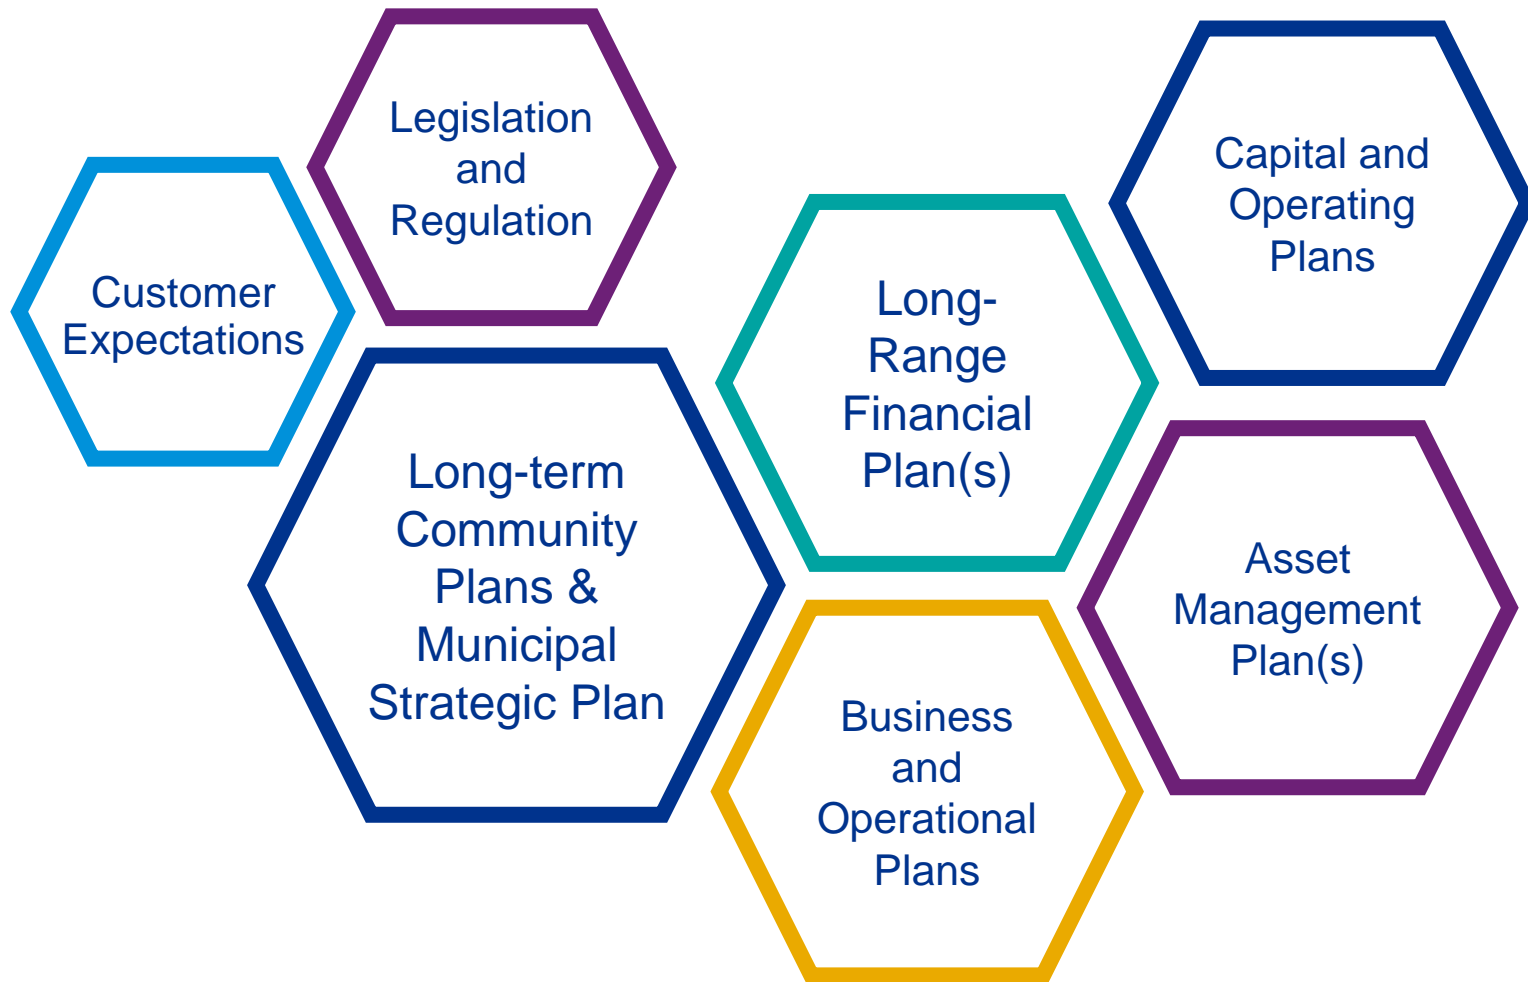 Legislation
and
Regulation
Customer
Expectations
Long-term
Community
Plans &
Municipal
Strategic Plan
Long-
Range
Financial
Plan(s)
Capital and
Operating
Plans
Asset
Management
Plan(s)
Business
and
Operational
Plans